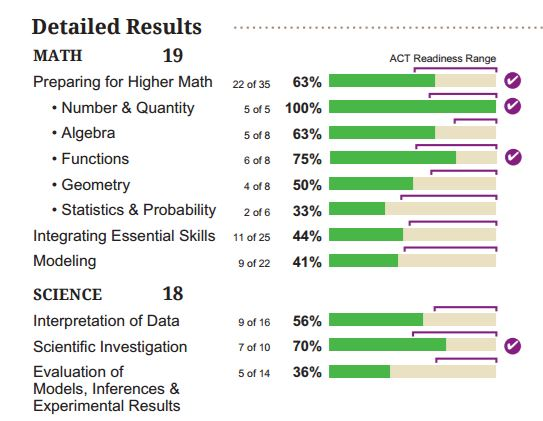 Detailed Results
MATH 19
ACT Readiness Range
Preparing for Higher Math 22 of 35 63%
• Number & Quantity 5 of 5 100%
• Algebra 5 of 8 63%
• Functions 6 of 8 75%
• Geometry 4 of 8 50%
• Statistics & Probability 2 of 6 33%
Integrating Essential Skills 11 of 25 44%
Modeling 9 of 22 41%
SCIENCE 18
Interpretation of Data 9 of 16 56%
Scientific Investigation 7 of 10 70%
Evaluation of 5 of 14 36%
Models, Inferences &
Experimental Results